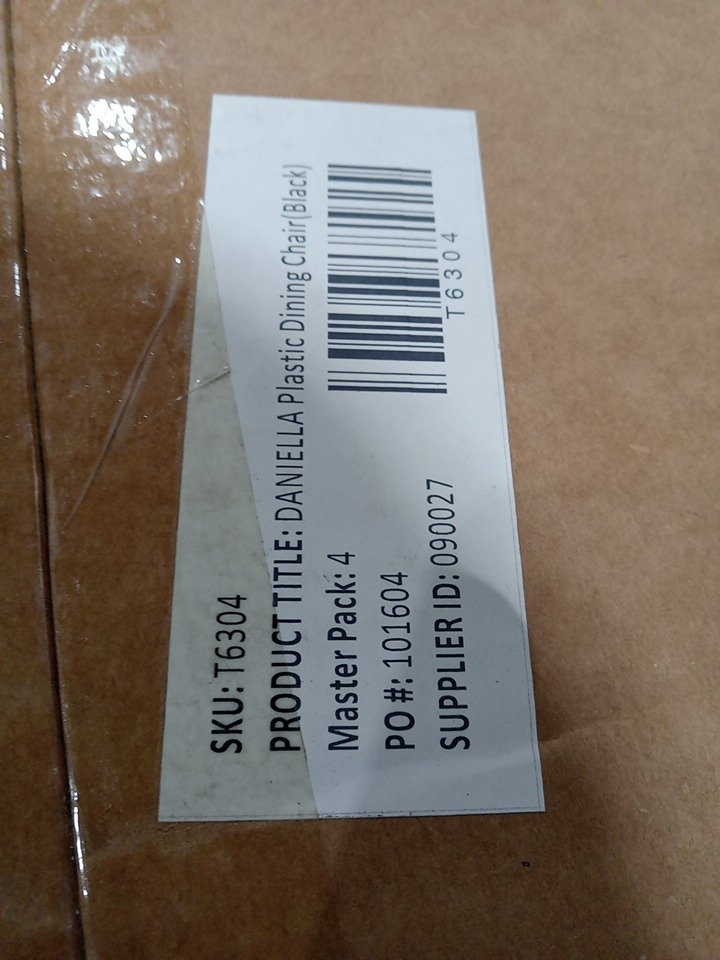 SKU: T6304
PRODUCT TITLE: DANIELLA Plastic Dining Chair(Black)
Master Pack: 4
PO #: 101604
SUPPLIER ID: 090027
T6304